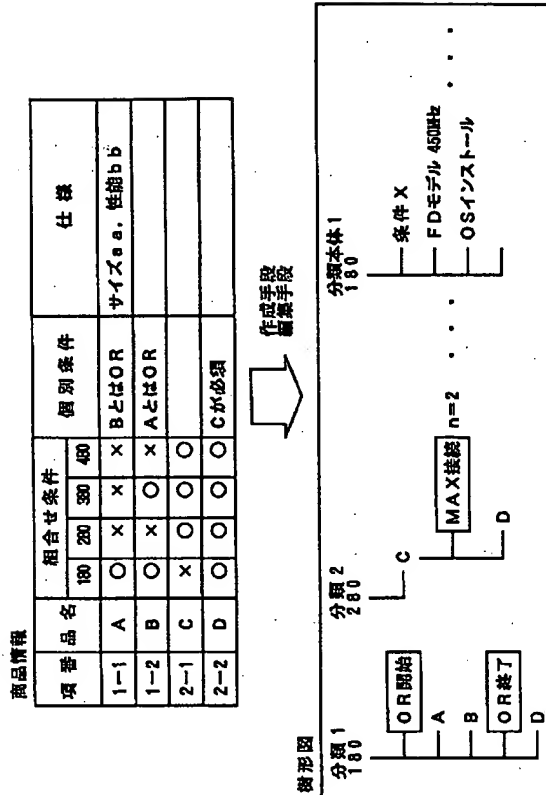 商品情報
項番 品名 組合せ条件 個別条件 仕様
180 280 380 480
1-1 A ○ × × × BとはOR サイズaa，性能bb
1-2 B ○ × ○ × AとはOR
2-1 C × ○ ○ ○
2-2 D ○ ○ ○ ○ Cが必須
作成手段
編集手段
樹形図
分類1
180
OR開始
A
B
OR終了
D
分類2
280
C
MAX接続 n=2
D
・・・
分類本体1
180
条件X
FDモデル 450MHz
OSインストール
・・・